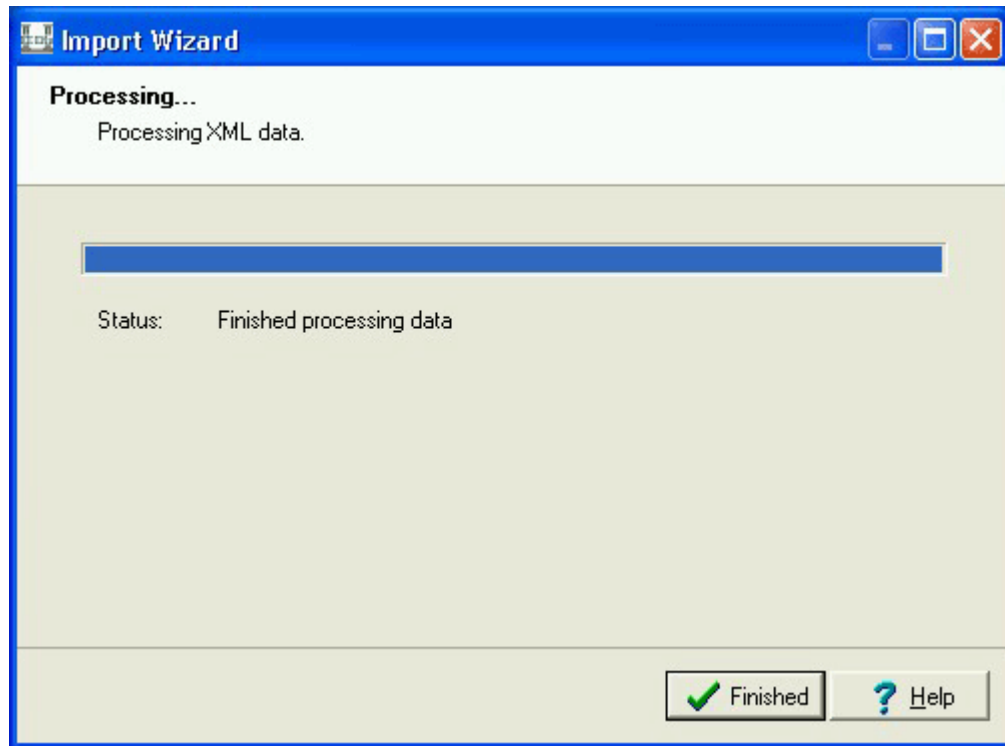 Import Wizard
Processing...
Processing XML data.
Status: Finished processing data
Finished Help